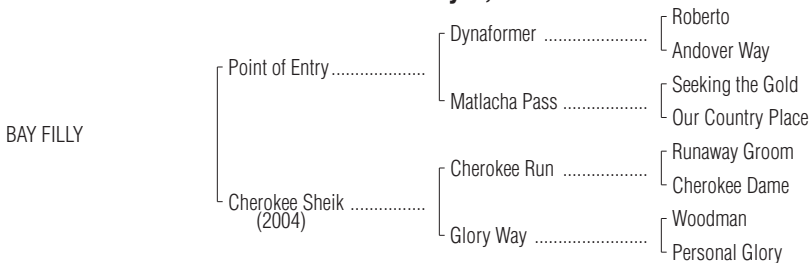 Roberto
Dynaformer ........................
Andover Way
Point of Entry....................
Seeking the Gold
Matlacha Pass ..................
Our Country Place
BAY FILLY
Runaway Groom
Cherokee Run ..................
Cherokee Dame
Cherokee Sheik ................
(2004)
Woodman
Glory Way ........................
Personal Glory